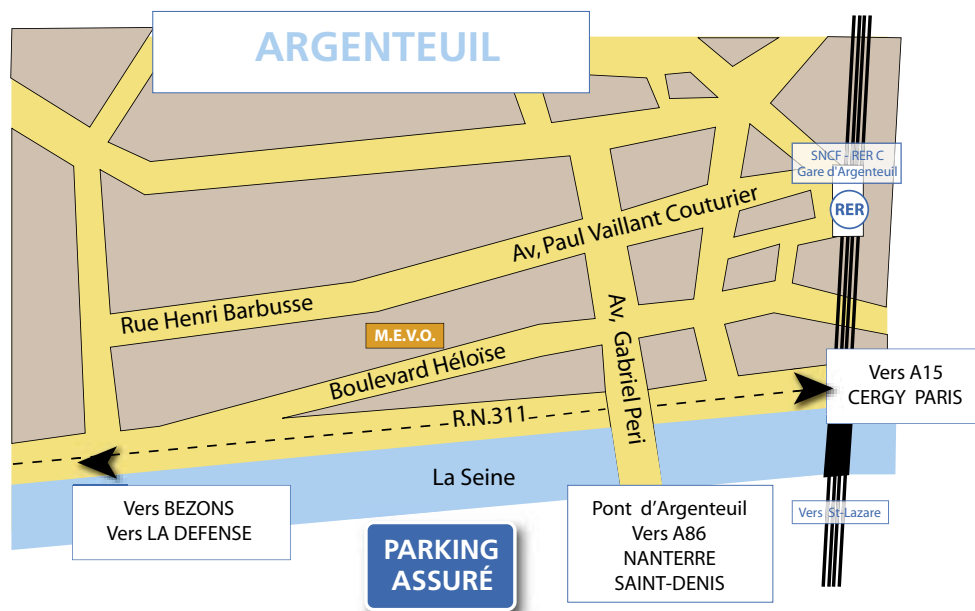 ARGENTEUIL
SNCF - RER C
Gare d'Argenteuil
RER
Av, Paul Vaillant Couturier
Rue Henri Barbusse
M.E.V.O.
Av, Gabriel Peri
Boulevard Héloïse
Vers A15
CERGY PARIS
R.N.311
La Seine
Vers BEZONS
Vers LA DEFENSE
Pont d'Argenteuil
Vers A86
NANTERRE
SAINT-DENIS
Vers St-Lazare
PARKING
ASSURÉ